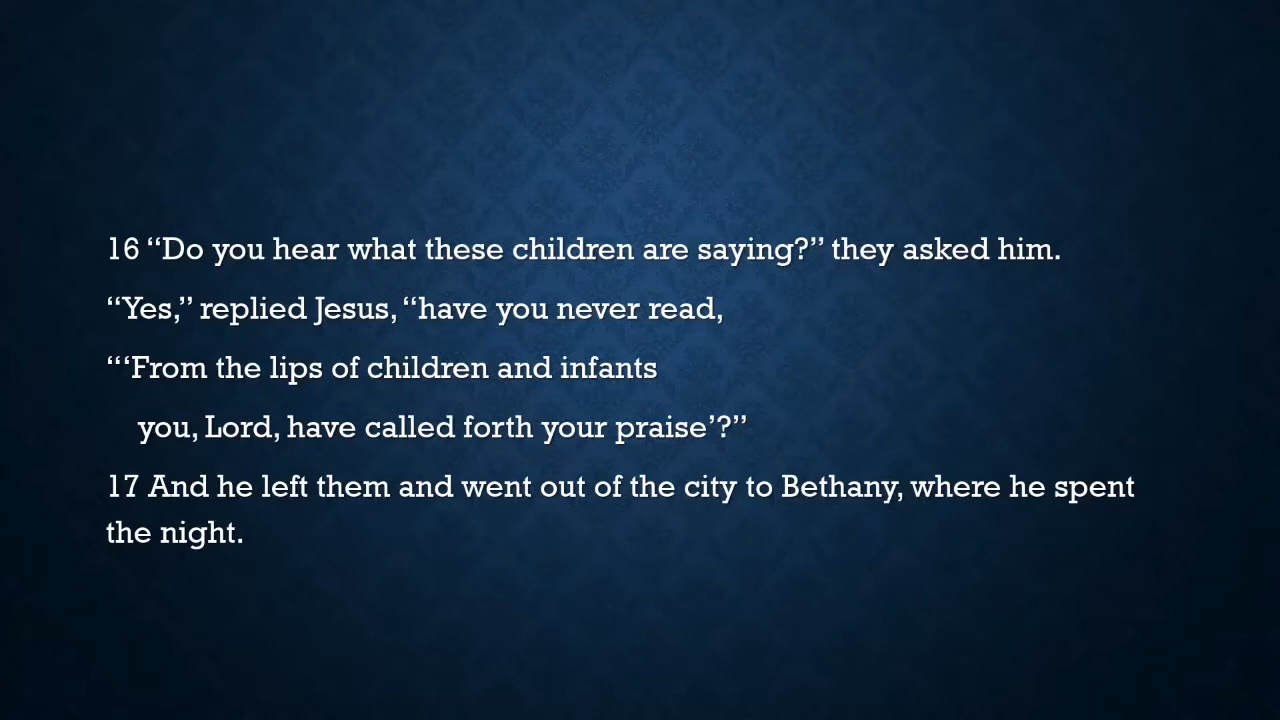 16 “Do you hear what these children are saying?” they asked him.
“Yes,” replied Jesus, “have you never read,
“‘From the lips of children and infants
you, Lord, have called forth your praise’?”
17 And he left them and went out of the city to Bethany, where he spent
the night.